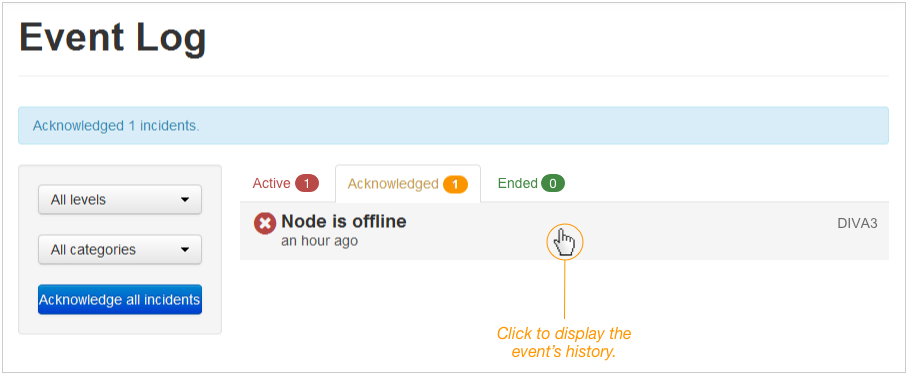 Event Log
Acknowledged 1 incidents.
All levels
All categories
Acknowledge all incidents
Active 1
Acknowledged 1
Ended 0
Node is offline
an hour ago
DIVA3
Click to display the
event's history.